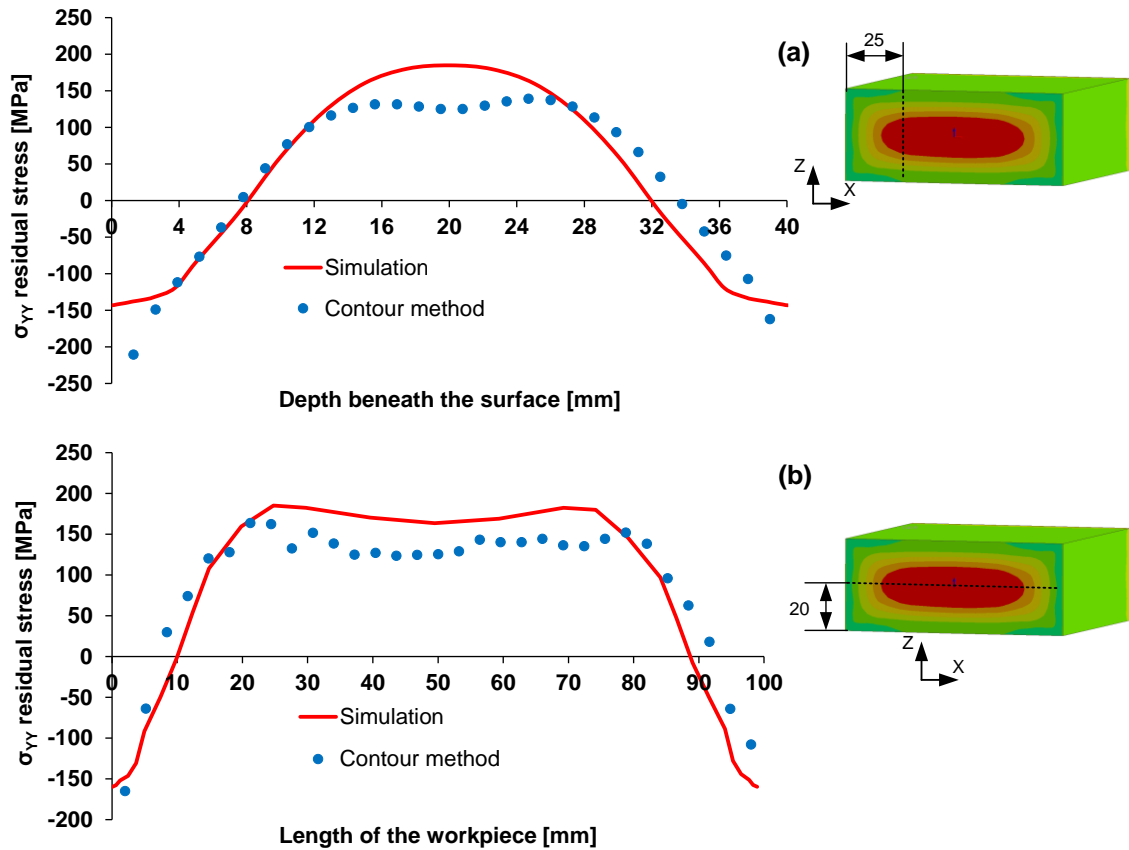 250
200
150
100
50
0
-50
-100
-150
-200
-250
σYY residual stress [MPa]
0 4 8 12 16 20 24 28 32 36 40
Simulation
Contour method
Depth beneath the surface [mm]
(a)
25
Z
X
250
200
150
100
50
0
-50
-100
-150
-200
σYY residual stress [MPa]
0 10 20 30 40 50 60 70 80 90 100
Simulation
Contour method
Length of the workpiece [mm]
(b)
20
Z
X